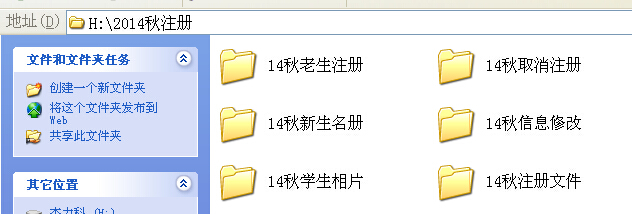 地址(D) H:\2014秋注册
文件和文件夹任务
创建一个新文件夹
将这个文件夹发布到
Web
共享此文件夹
其它位置
本力科 (H:)
14秋老生注册
14秋取消注册
14秋新生名册
14秋信息修改
14秋学生相片
14秋注册文件